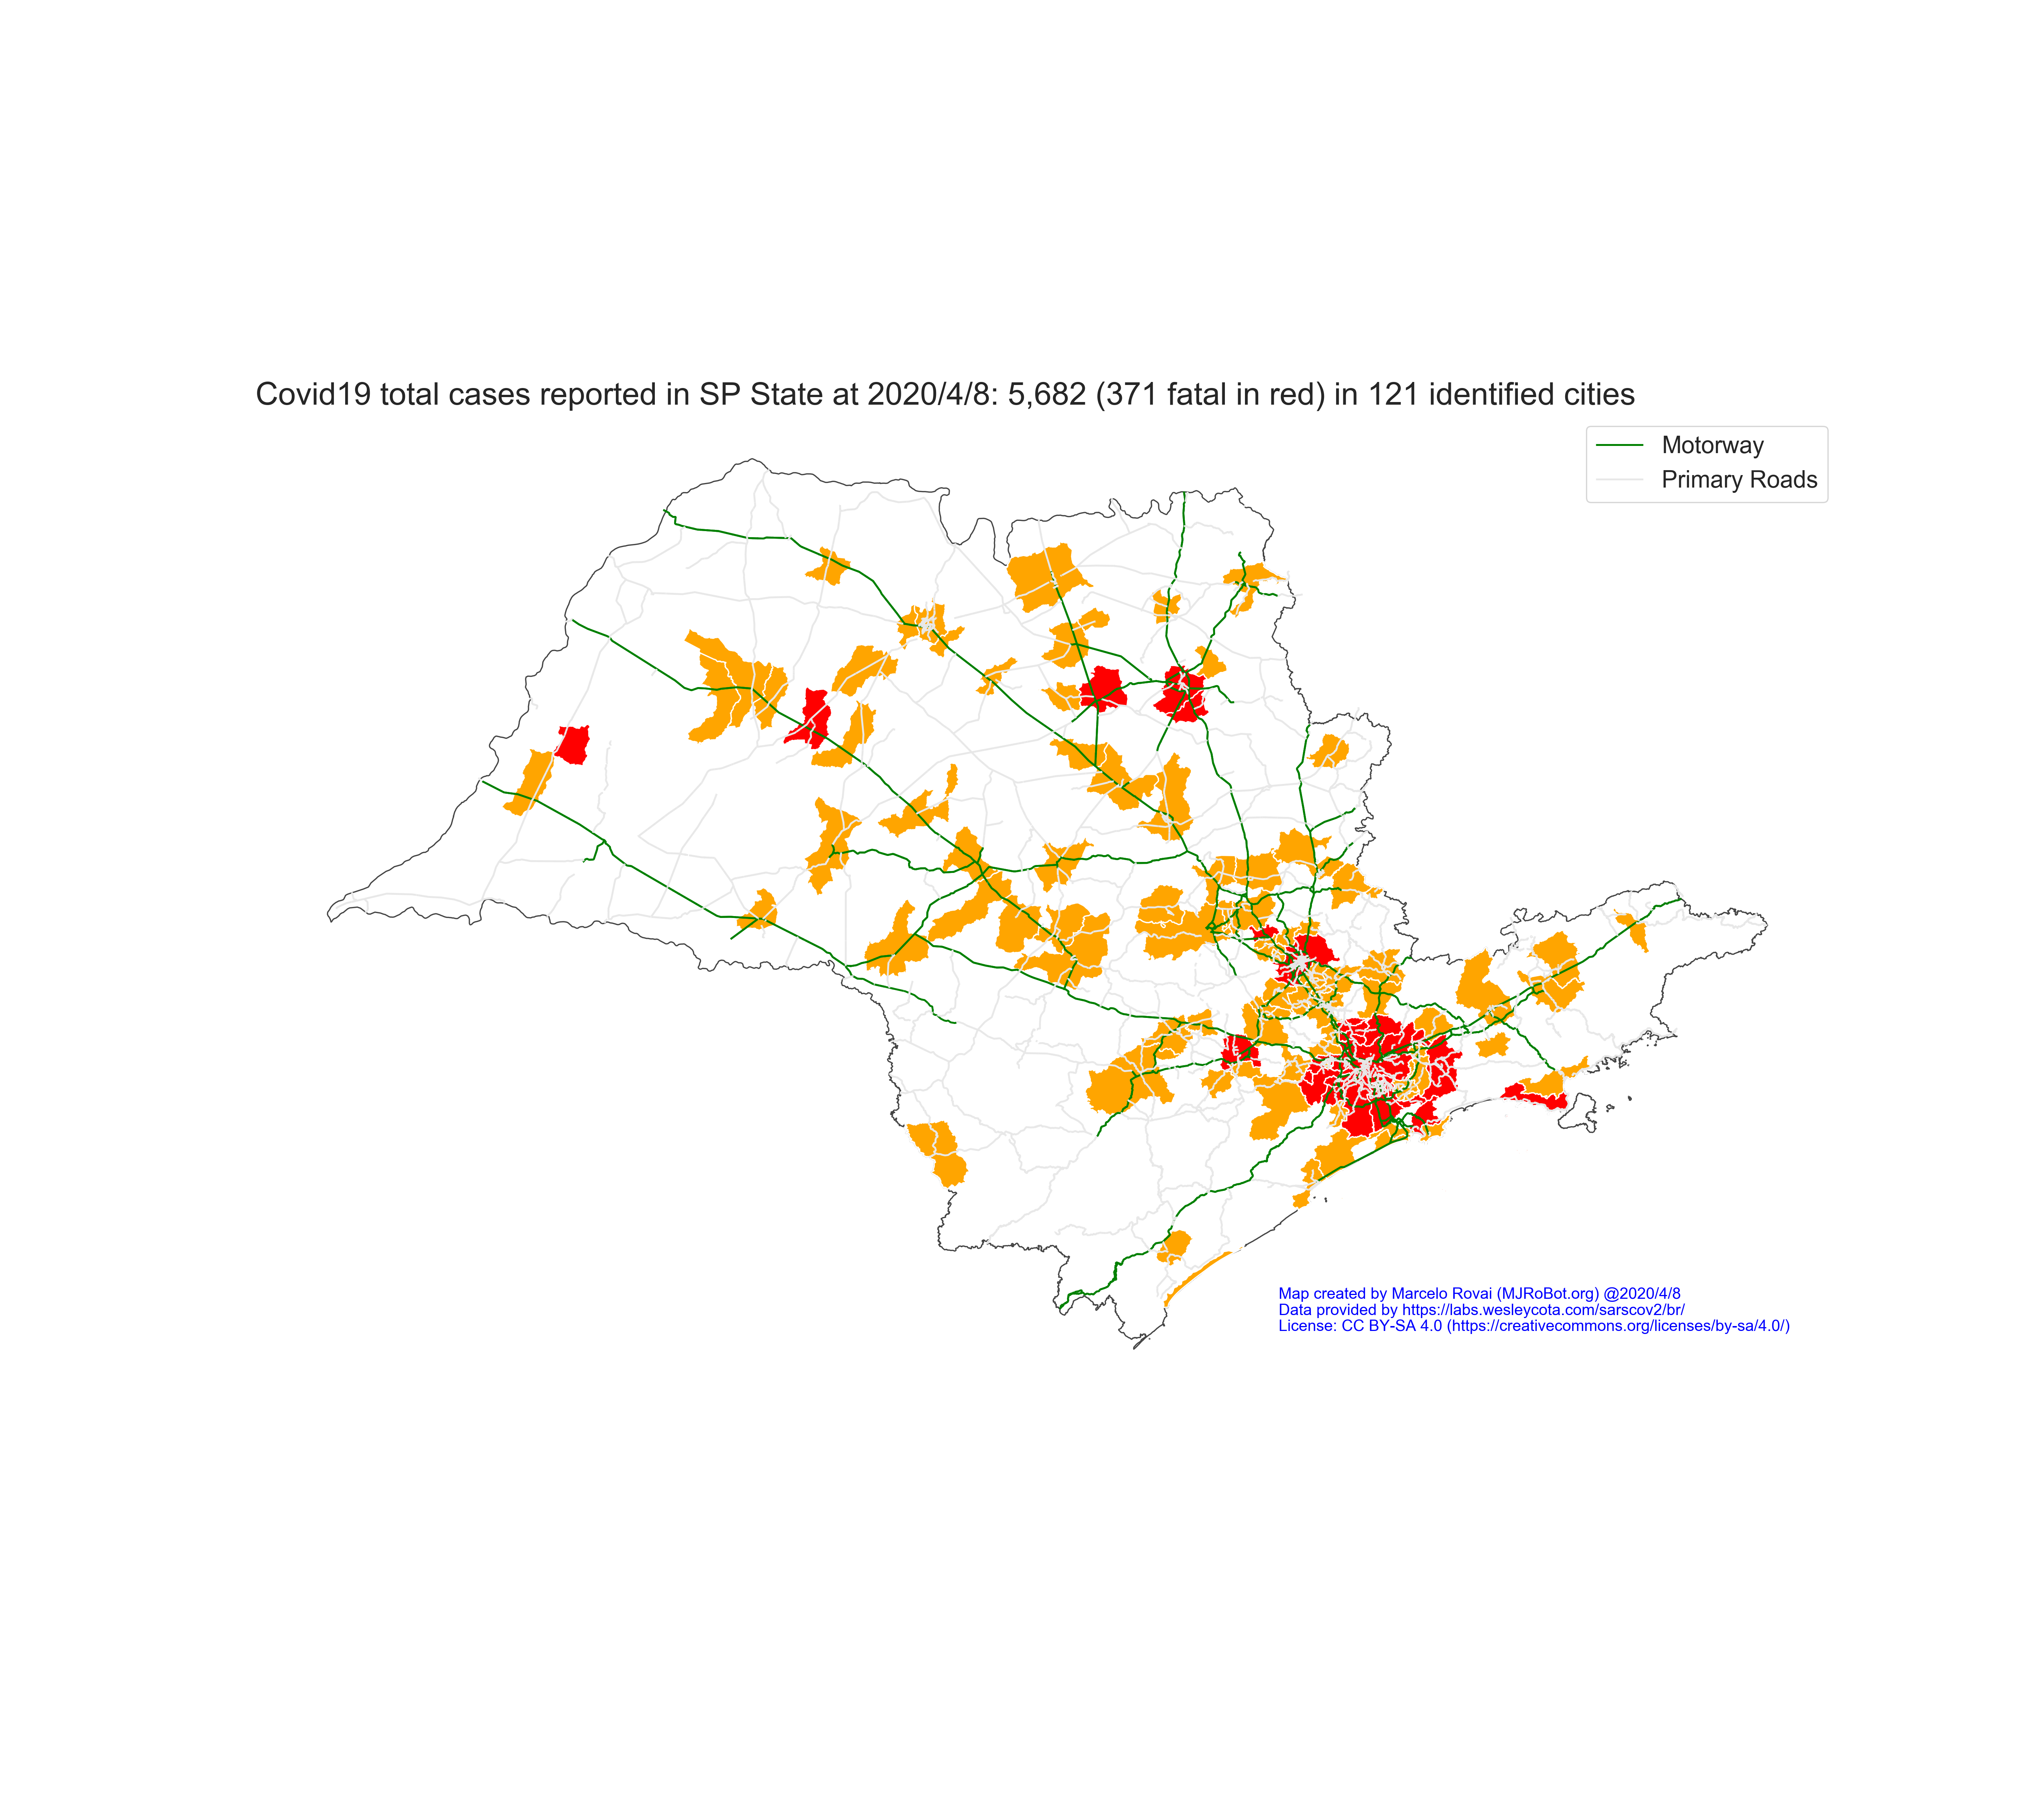 Covid19 total cases reported in SP State at 2020/4/8: 5,682 (371 fatal in red) in 121 identified cities
Motorway
Primary Roads
Map created by Marcelo Rovai (MJRoBot.org) @2020/4/8
Data provided by https://labs.wesleycota.com/sarscov2/br/
License: CC BY-SA 4.0 (https://creativecommons.org/licenses/by-sa/4.0/)